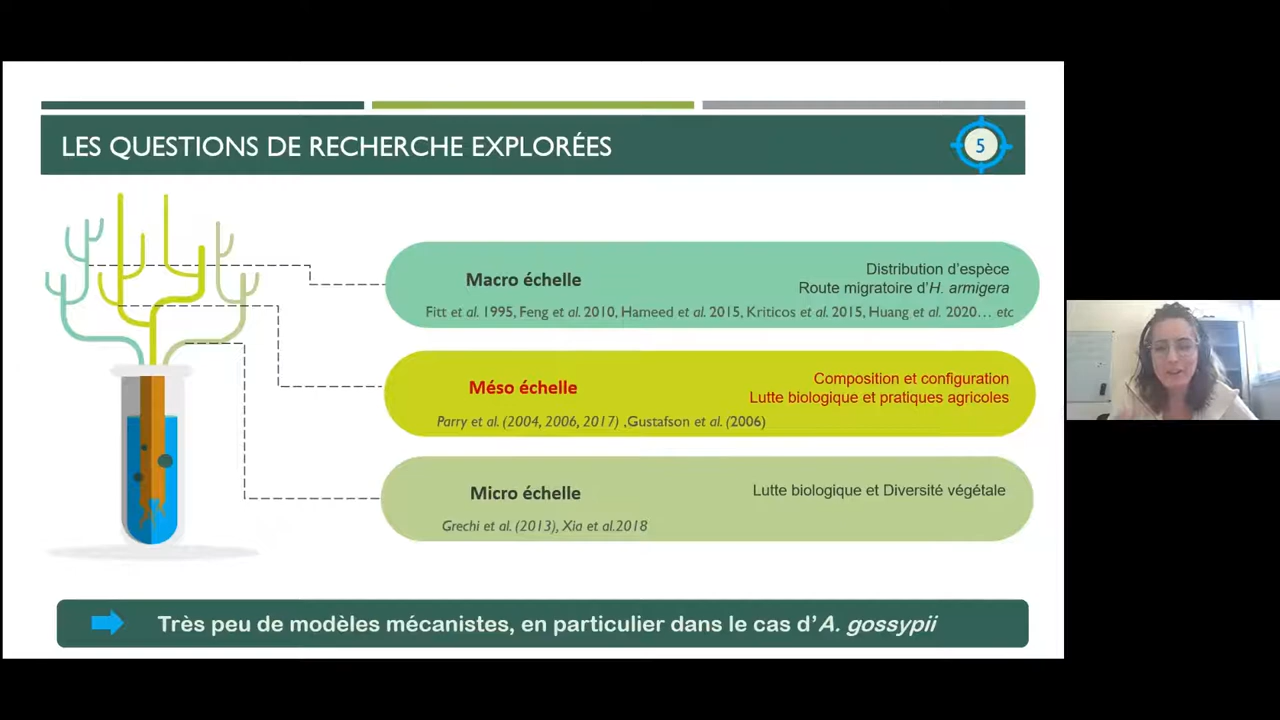 LES QUESTIONS DE RECHERCHE EXPLORÉES
5
Macro échelle
Distribution d'espèce
Route migratoire d'H. armigera
Fitt et al. 1995, Feng et al. 2010, Hameed et al. 2015, Kriticos et al. 2015, Huang et al. 2020… etc
Méso échelle
Composition et configuration
Lutte biologique et pratiques agricoles
Parry et al. (2004, 2006, 2017) ,Gustafson et al. (2006)
Micro échelle
Lutte biologique et Diversité végétale
Grechi et al. (2013), Xia et al.2018
Très peu de modèles mécanistes, en particulier dans le cas d'A. gossypii